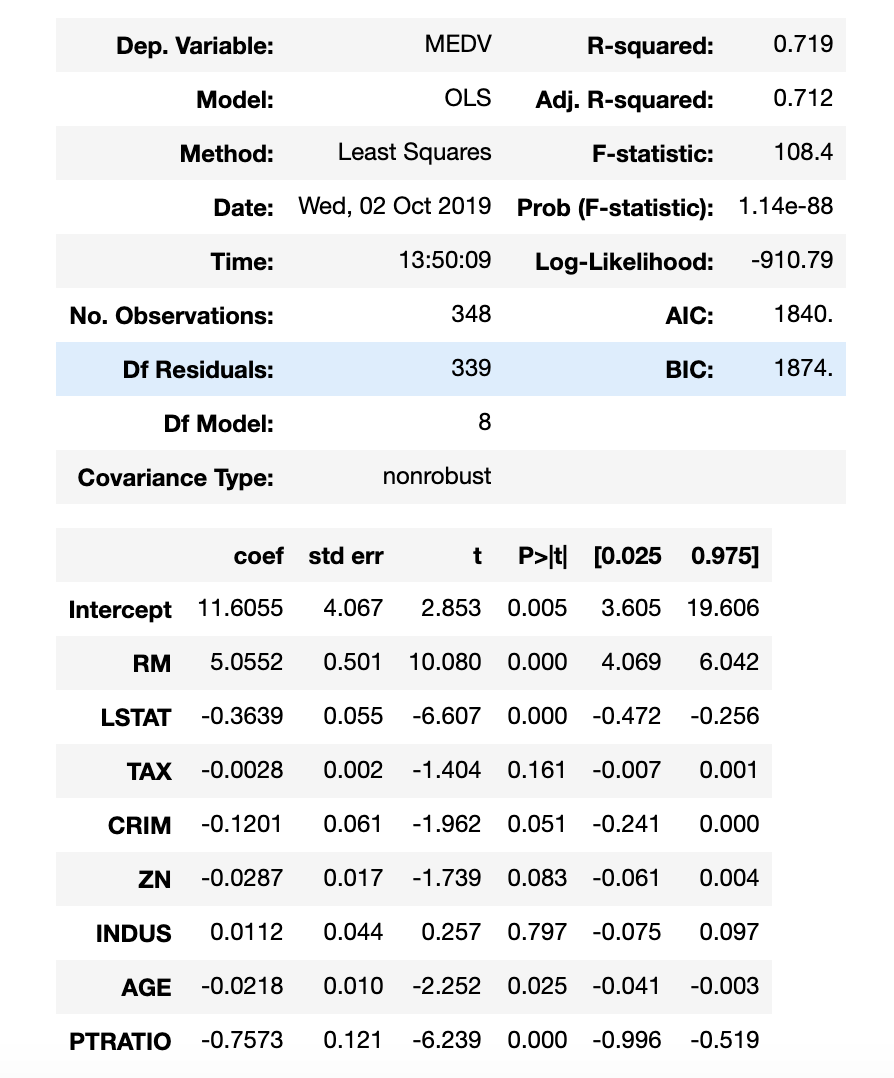 Dep. Variable: MEDV R-squared: 0.719
Model: OLS Adj. R-squared: 0.712
Method: Least Squares F-statistic: 108.4
Date: Wed, 02 Oct 2019 Prob (F-statistic): 1.14e-88
Time: 13:50:09 Log-Likelihood: -910.79
No. Observations: 348 AIC: 1840.
Df Residuals: 339 BIC: 1874.
Df Model: 8
Covariance Type: nonrobust
coef std err t P>|t| [0.025 0.975]
Intercept 11.6055 4.067 2.853 0.005 3.605 19.606
RM 5.0552 0.501 10.080 0.000 4.069 6.042
LSTAT -0.3639 0.055 -6.607 0.000 -0.472 -0.256
TAX -0.0028 0.002 -1.404 0.161 -0.007 0.001
CRIM -0.1201 0.061 -1.962 0.051 -0.241 0.000
ZN -0.0287 0.017 -1.739 0.083 -0.061 0.004
INDUS 0.0112 0.044 0.257 0.797 -0.075 0.097
AGE -0.0218 0.010 -2.252 0.025 -0.041 -0.003
PTRATIO -0.7573 0.121 -6.239 0.000 -0.996 -0.519